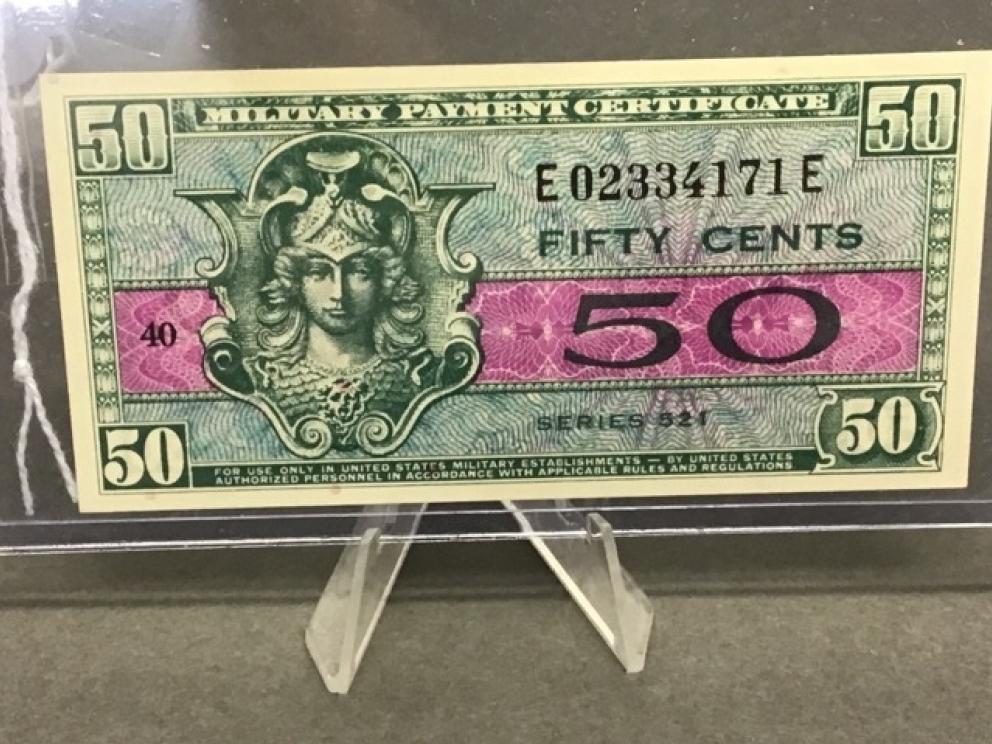 50 MILITARY PAYMENT CERTIFICATE 50
E02334171E
FIFTY CENTS
40 50
SERIES 521
50 50
FOR USE ONLY IN UNITED STATES MILITARY ESTABLISHMENTS — BY UNITED STATES
AUTHORIZED PERSONNEL IN ACCORDANCE WITH APPLICABLE RULES AND REGULATIONS